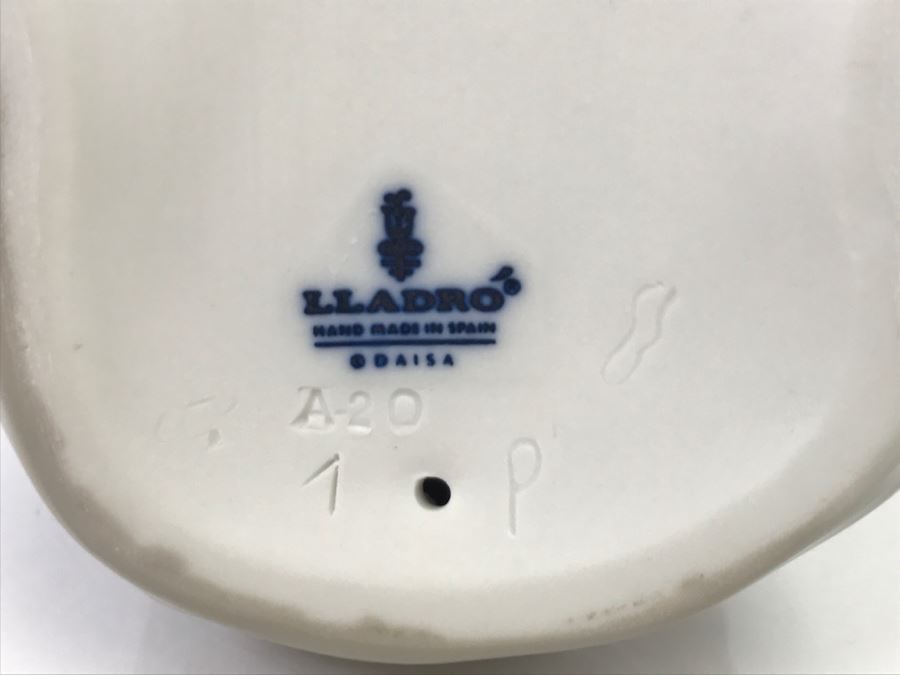 LLADRÓ®
HAND MADE IN SPAIN
© DAISA
A-20
1 P